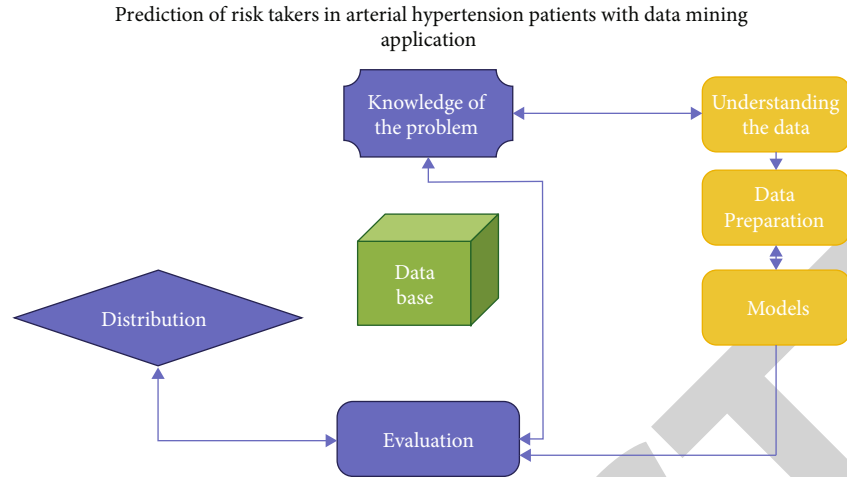 Prediction of risk takers in arterial hypertension patients with data mining
application
Knowledge of
the problem
Understanding
the data
Data
Preparation
Data
base
Models
Distribution
Evaluation